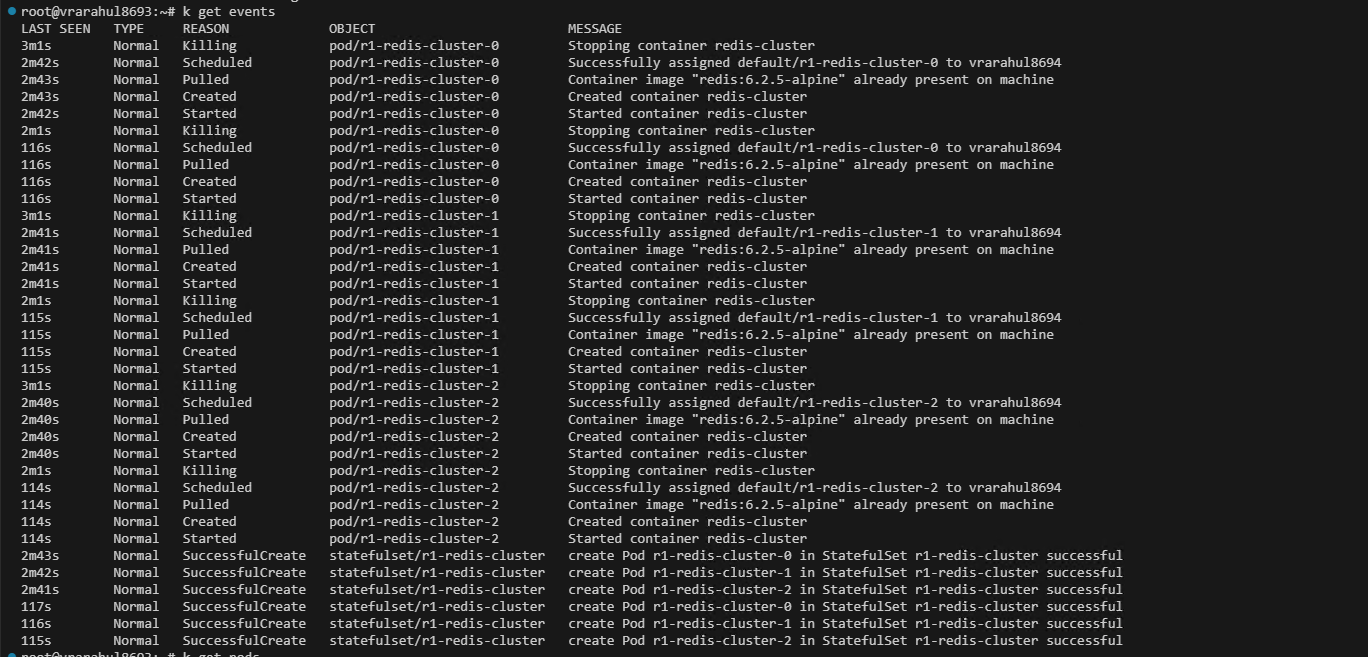 root@vrarahul8693:~# k get events
LAST SEEN   TYPE     REASON             OBJECT                         MESSAGE
3m1s        Normal   Killing            pod/r1-redis-cluster-0         Stopping container redis-cluster
2m42s       Normal   Scheduled          pod/r1-redis-cluster-0         Successfully assigned default/r1-redis-cluster-0 to vrarahul8694
2m43s       Normal   Pulled             pod/r1-redis-cluster-0         Container image "redis:6.2.5-alpine" already present on machine
2m43s       Normal   Created            pod/r1-redis-cluster-0         Created container redis-cluster
2m42s       Normal   Started            pod/r1-redis-cluster-0         Started container redis-cluster
2m1s        Normal   Killing            pod/r1-redis-cluster-0         Stopping container redis-cluster
116s        Normal   Scheduled          pod/r1-redis-cluster-0         Successfully assigned default/r1-redis-cluster-0 to vrarahul8694
116s        Normal   Pulled             pod/r1-redis-cluster-0         Container image "redis:6.2.5-alpine" already present on machine
116s        Normal   Created            pod/r1-redis-cluster-0         Created container redis-cluster
116s        Normal   Started            pod/r1-redis-cluster-0         Started container redis-cluster
3m1s        Normal   Killing            pod/r1-redis-cluster-1         Stopping container redis-cluster
2m41s       Normal   Scheduled          pod/r1-redis-cluster-1         Successfully assigned default/r1-redis-cluster-1 to vrarahul8694
2m41s       Normal   Pulled             pod/r1-redis-cluster-1         Container image "redis:6.2.5-alpine" already present on machine
2m41s       Normal   Created            pod/r1-redis-cluster-1         Created container redis-cluster
2m41s       Normal   Started            pod/r1-redis-cluster-1         Started container redis-cluster
2m1s        Normal   Killing            pod/r1-redis-cluster-1         Stopping container redis-cluster
115s        Normal   Scheduled          pod/r1-redis-cluster-1         Successfully assigned default/r1-redis-cluster-1 to vrarahul8694
115s        Normal   Pulled             pod/r1-redis-cluster-1         Container image "redis:6.2.5-alpine" already present on machine
115s        Normal   Created            pod/r1-redis-cluster-1         Created container redis-cluster
115s        Normal   Started            pod/r1-redis-cluster-1         Started container redis-cluster
3m1s        Normal   Killing            pod/r1-redis-cluster-2         Stopping container redis-cluster
2m40s       Normal   Scheduled          pod/r1-redis-cluster-2         Successfully assigned default/r1-redis-cluster-2 to vrarahul8694
2m40s       Normal   Pulled             pod/r1-redis-cluster-2         Container image "redis:6.2.5-alpine" already present on machine
2m40s       Normal   Created            pod/r1-redis-cluster-2         Created container redis-cluster
2m40s       Normal   Started            pod/r1-redis-cluster-2         Started container redis-cluster
2m1s        Normal   Killing            pod/r1-redis-cluster-2         Stopping container redis-cluster
114s        Normal   Scheduled          pod/r1-redis-cluster-2         Successfully assigned default/r1-redis-cluster-2 to vrarahul8694
114s        Normal   Pulled             pod/r1-redis-cluster-2         Container image "redis:6.2.5-alpine" already present on machine
114s        Normal   Created            pod/r1-redis-cluster-2         Created container redis-cluster
114s        Normal   Started            pod/r1-redis-cluster-2         Started container redis-cluster
2m43s       Normal   SuccessfulCreate   statefulset/r1-redis-cluster   create Pod r1-redis-cluster-0 in StatefulSet r1-redis-cluster successful
2m42s       Normal   SuccessfulCreate   statefulset/r1-redis-cluster   create Pod r1-redis-cluster-1 in StatefulSet r1-redis-cluster successful
2m41s       Normal   SuccessfulCreate   statefulset/r1-redis-cluster   create Pod r1-redis-cluster-2 in StatefulSet r1-redis-cluster successful
117s        Normal   SuccessfulCreate   statefulset/r1-redis-cluster   create Pod r1-redis-cluster-0 in StatefulSet r1-redis-cluster successful
116s        Normal   SuccessfulCreate   statefulset/r1-redis-cluster   create Pod r1-redis-cluster-1 in StatefulSet r1-redis-cluster successful
115s        Normal   SuccessfulCreate   statefulset/r1-redis-cluster   create Pod r1-redis-cluster-2 in StatefulSet r1-redis-cluster successful
root@vrarahul8693:~# k get pods